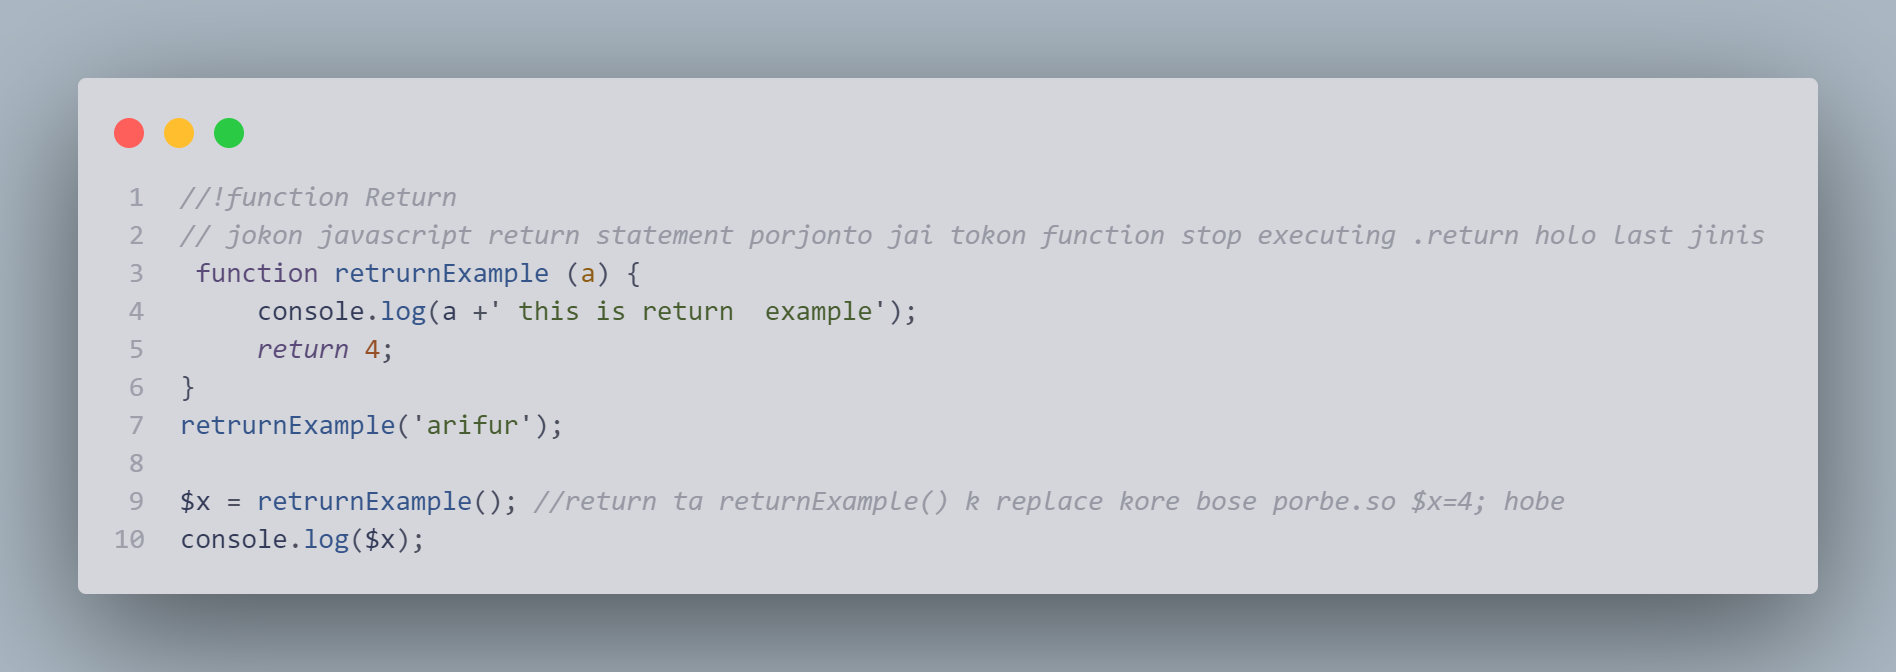 1 //!function Return
2 // jokon javascript return statement porjonto jai tokon function stop executing .return holo last jinis
3  function retrurnExample (a) {
4      console.log(a +' this is return  example');
5      return 4;
6 }
7 retrurnExample('arifur');
8
9 $x = retrurnExample(); //return ta returnExample() k replace kore bose porbe.so $x=4; hobe
10 console.log($x);